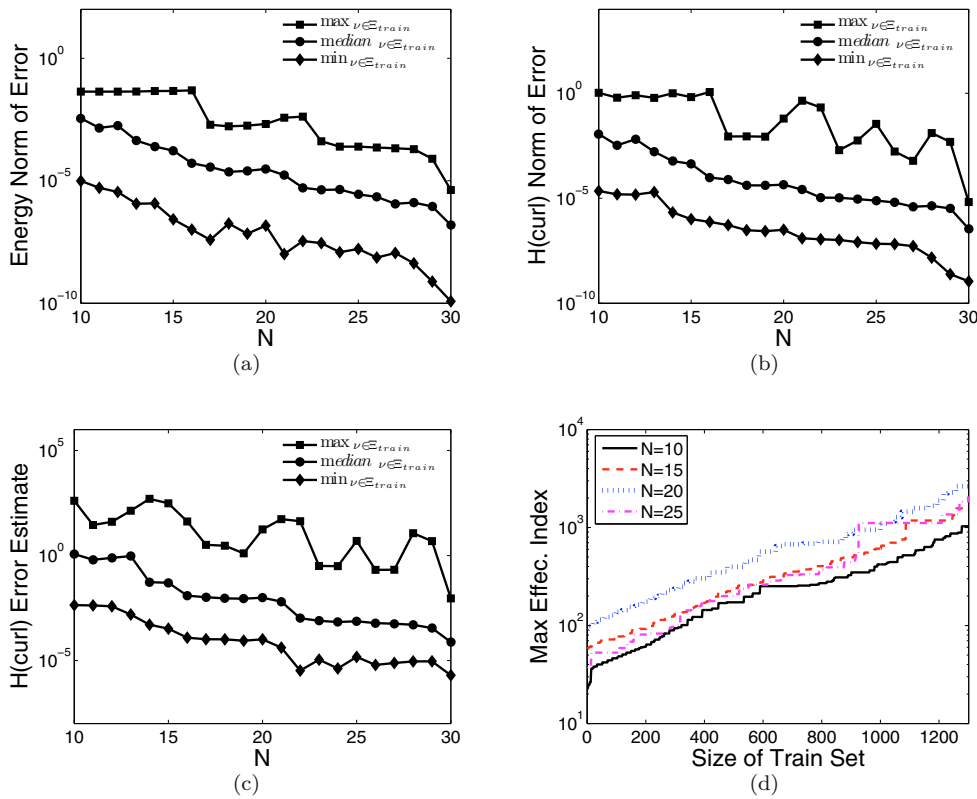 max ν∈Ξtrain
median ν∈Ξtrain
min ν∈Ξtrain
10^0
10^−5
10^−10
Energy Norm of Error
10 15 20 25 30
N
(a)
max ν∈Ξtrain
median ν∈Ξtrain
min ν∈Ξtrain
10^0
10^−5
10^−10
H(curl) Norm of Error
10 15 20 25 30
N
(b)
10^5
max ν∈Ξtrain
median ν∈Ξtrain
min ν∈Ξtrain
10^0
10^−5
H(curl) Error Estimate
10 15 20 25 30
N
(c)
10^4
N=10
N=15
N=20
N=25
10^3
10^2
10^1
Max Effec. Index
0 200 400 600 800 1000 1200
Size of Train Set
(d)